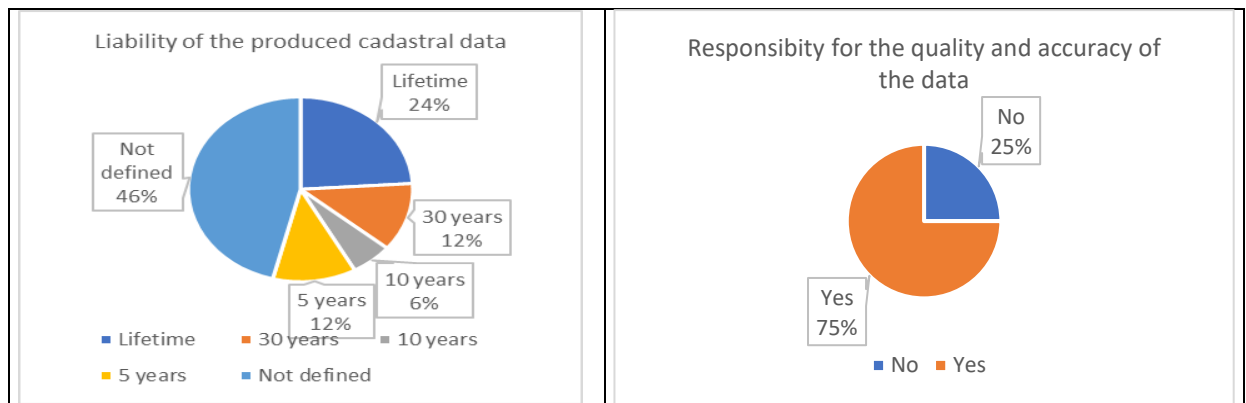 Liability of the produced cadastral data
Lifetime
24%
Not
defined
46%
30 years
12%
10 years
6%
5 years
12%
Lifetime
30 years
10 years
5 years
Not defined
Responsibity for the quality and accuracy of
the data
No
25%
Yes
75%
No
Yes